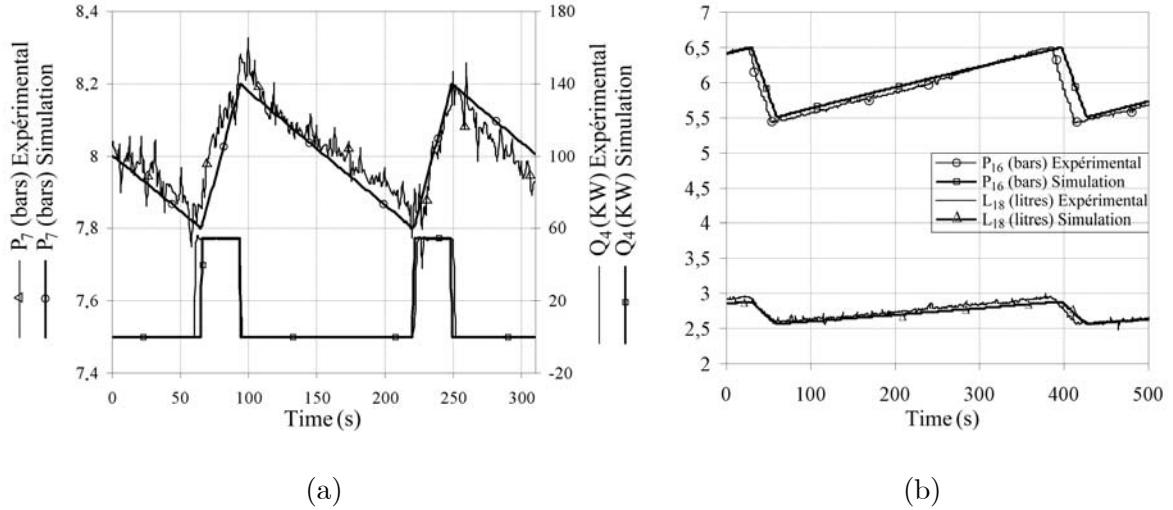 P₇ (bars) Expérimental
P₇ (bars) Simulation
8.4
8.2
8
7.8
7.6
7.4
180
140
100
60
20
-20
0 50 100 150 200 250 300
Time (s)
Q₄ (KW) Expérimental
Q₄ (KW) Simulation
(a)
7
6,5
6
5,5
5
4,5
4
3,5
3
2,5
2
P₁₆ (bars) Expérimental
P₁₆ (bars) Simulation
L₁₈ (litres) Expérimental
L₁₈ (litres) Simulation
0 100 200 300 400 500
Time (s)
(b)